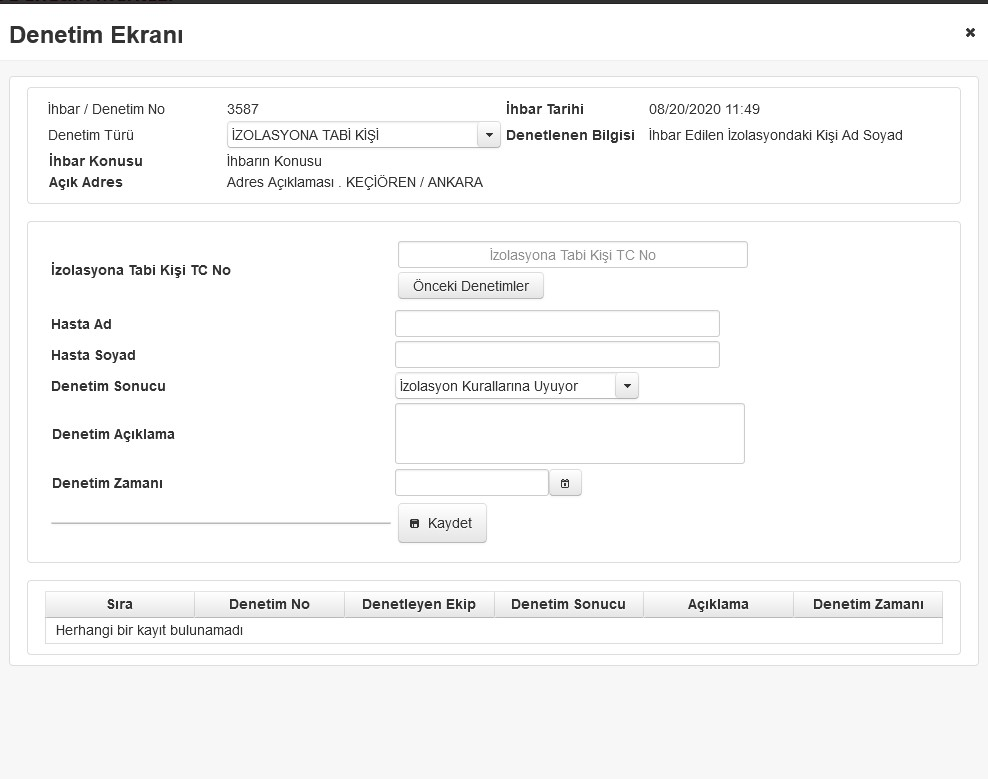 Denetim Ekranı
İhbar / Denetim No 3587 İhbar Tarihi 08/20/2020 11:49
Denetim Türü İZOLASYONA TABİ KİŞİ Denetlenen Bilgisi İhbar Edilen İzolasyondaki Kişi Ad Soyad
İhbar Konusu İhbarın Konusu
Açık Adres Adres Açıklaması . KEÇİÖREN / ANKARA
İzolasyona Tabi Kişi TC No
İzolasyona Tabi Kişi TC No
Önceki Denetimler
Hasta Ad
Hasta Soyad
Denetim Sonucu İzolasyon Kurallarına Uyuyor
Denetim Açıklama
Denetim Zamanı
Kaydet
Sıra Denetim No Denetleyen Ekip Denetim Sonucu Açıklama Denetim Zamanı
Herhangi bir kayıt bulunamadı